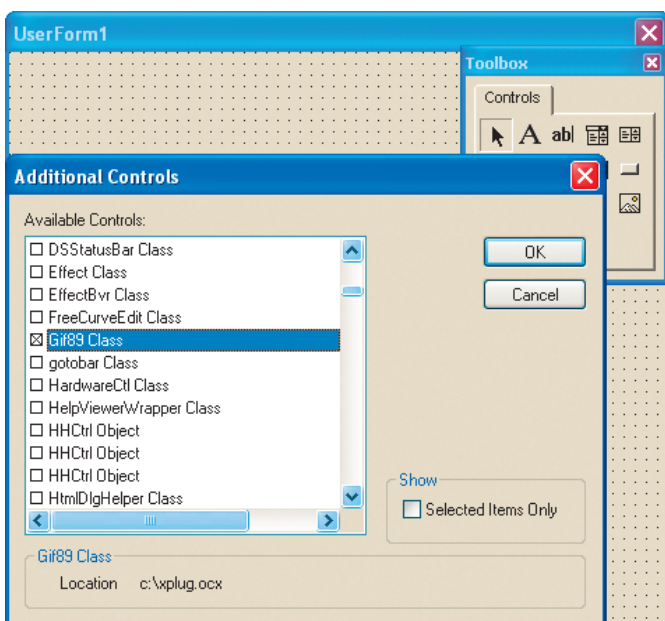 UserForm1
Toolbox
Controls
A ab|
Additional Controls
Available Controls:
DSStatusBar Class
Effect Class
EffectBvr Class
FreeCurveEdit Class
Gif89 Class
gotobar Class
HardwareCtl Class
HelpViewerWrapper Class
HHCtrl Object
HHCtrl Object
HHCtrl Object
HtmlDlgHelper Class
OK
Cancel
Show
Selected Items Only
Gif89 Class
Location c:\xplug.ocx